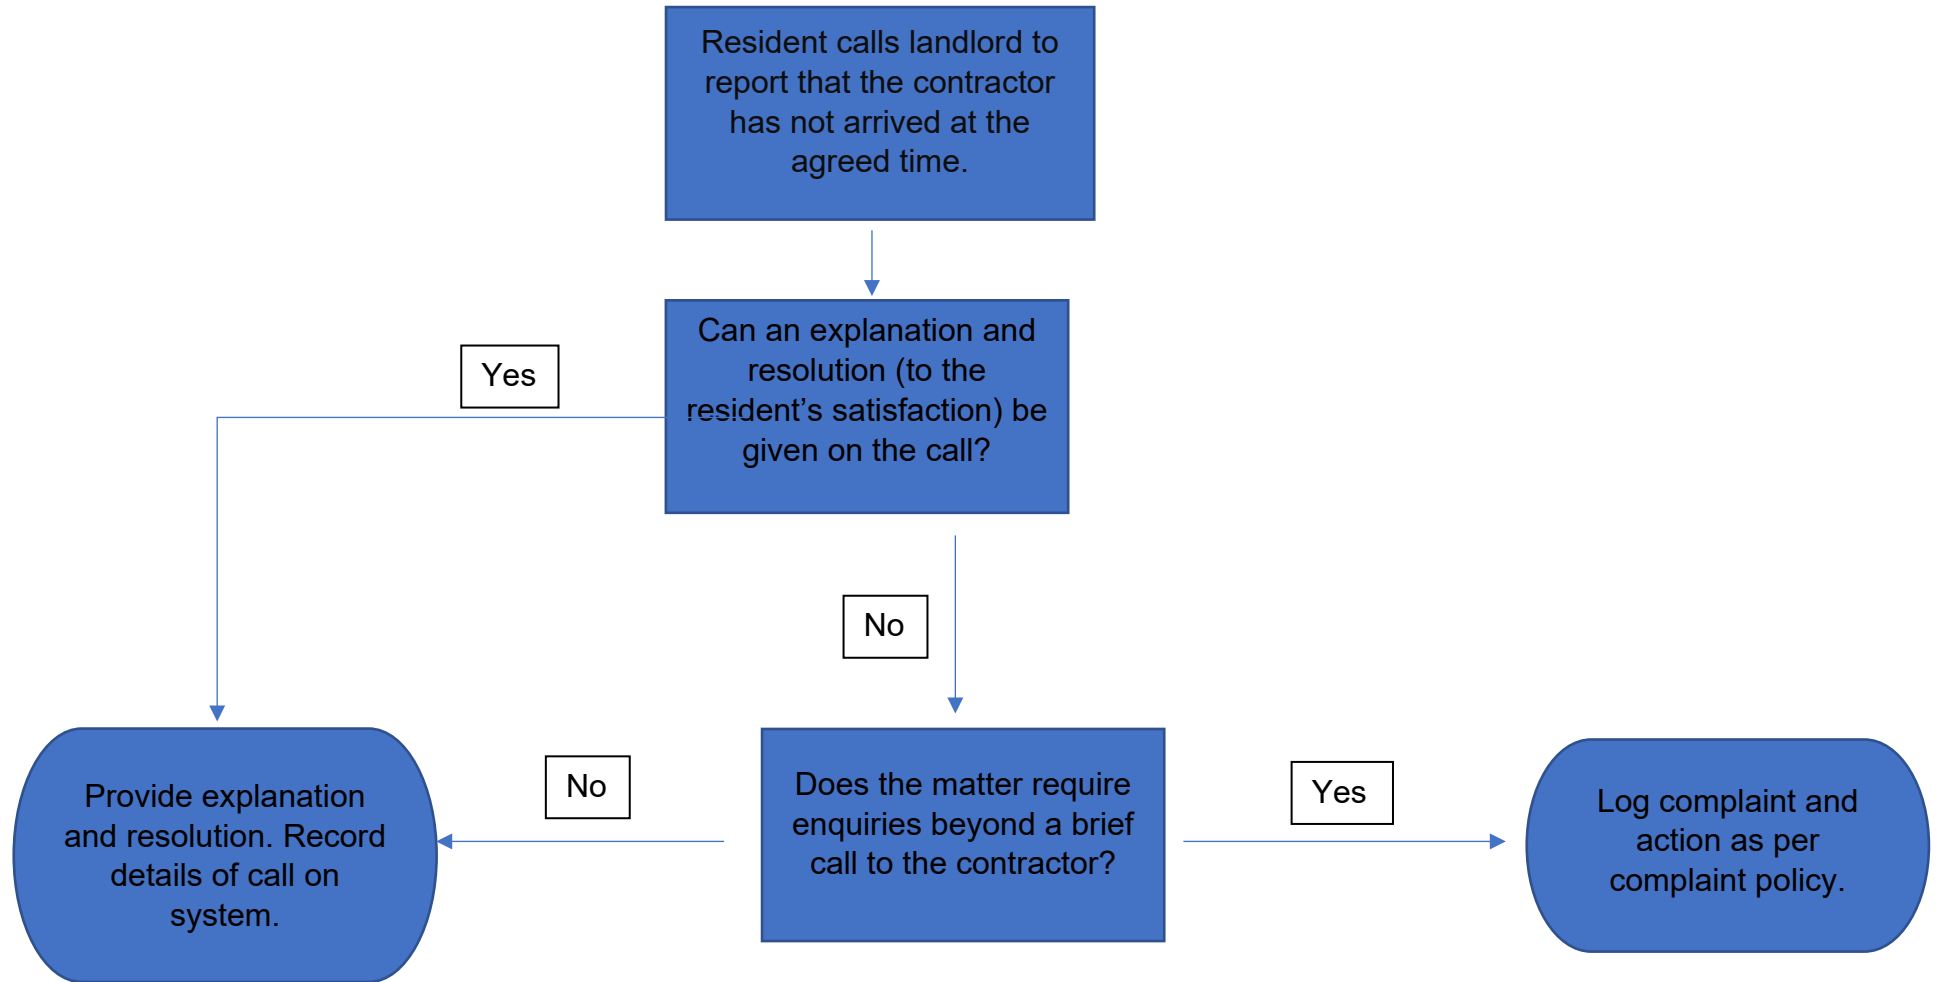 Resident calls landlord to
report that the contractor
has not arrived at the
agreed time.
Can an explanation and
resolution (to the
resident’s satisfaction) be
given on the call?
Yes
No
Provide explanation
and resolution. Record
details of call on
system.
No
Does the matter require
enquiries beyond a brief
call to the contractor?
Yes
Log complaint and
action as per
complaint policy.